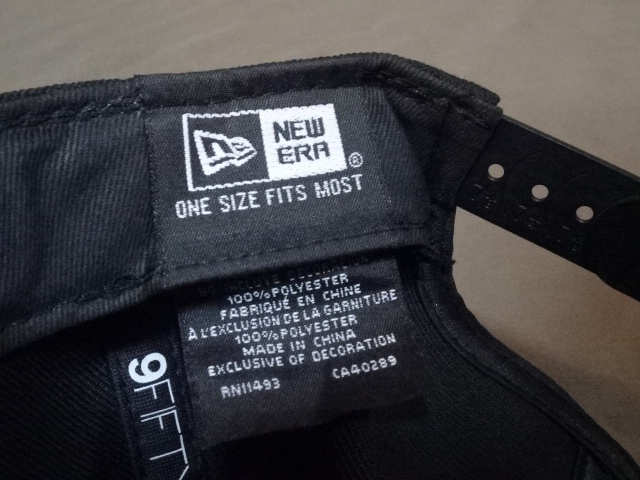 NEW
ERA
®
ONE SIZE FITS MOST
100% POLYESTER
FABRIQUÉ EN CHINE
À L'EXCLUSION DE LA GARNITURE
100% POLYESTER
MADE IN CHINA
EXCLUSIVE OF DECORATION
RN11493 CA40289
9FIFTY